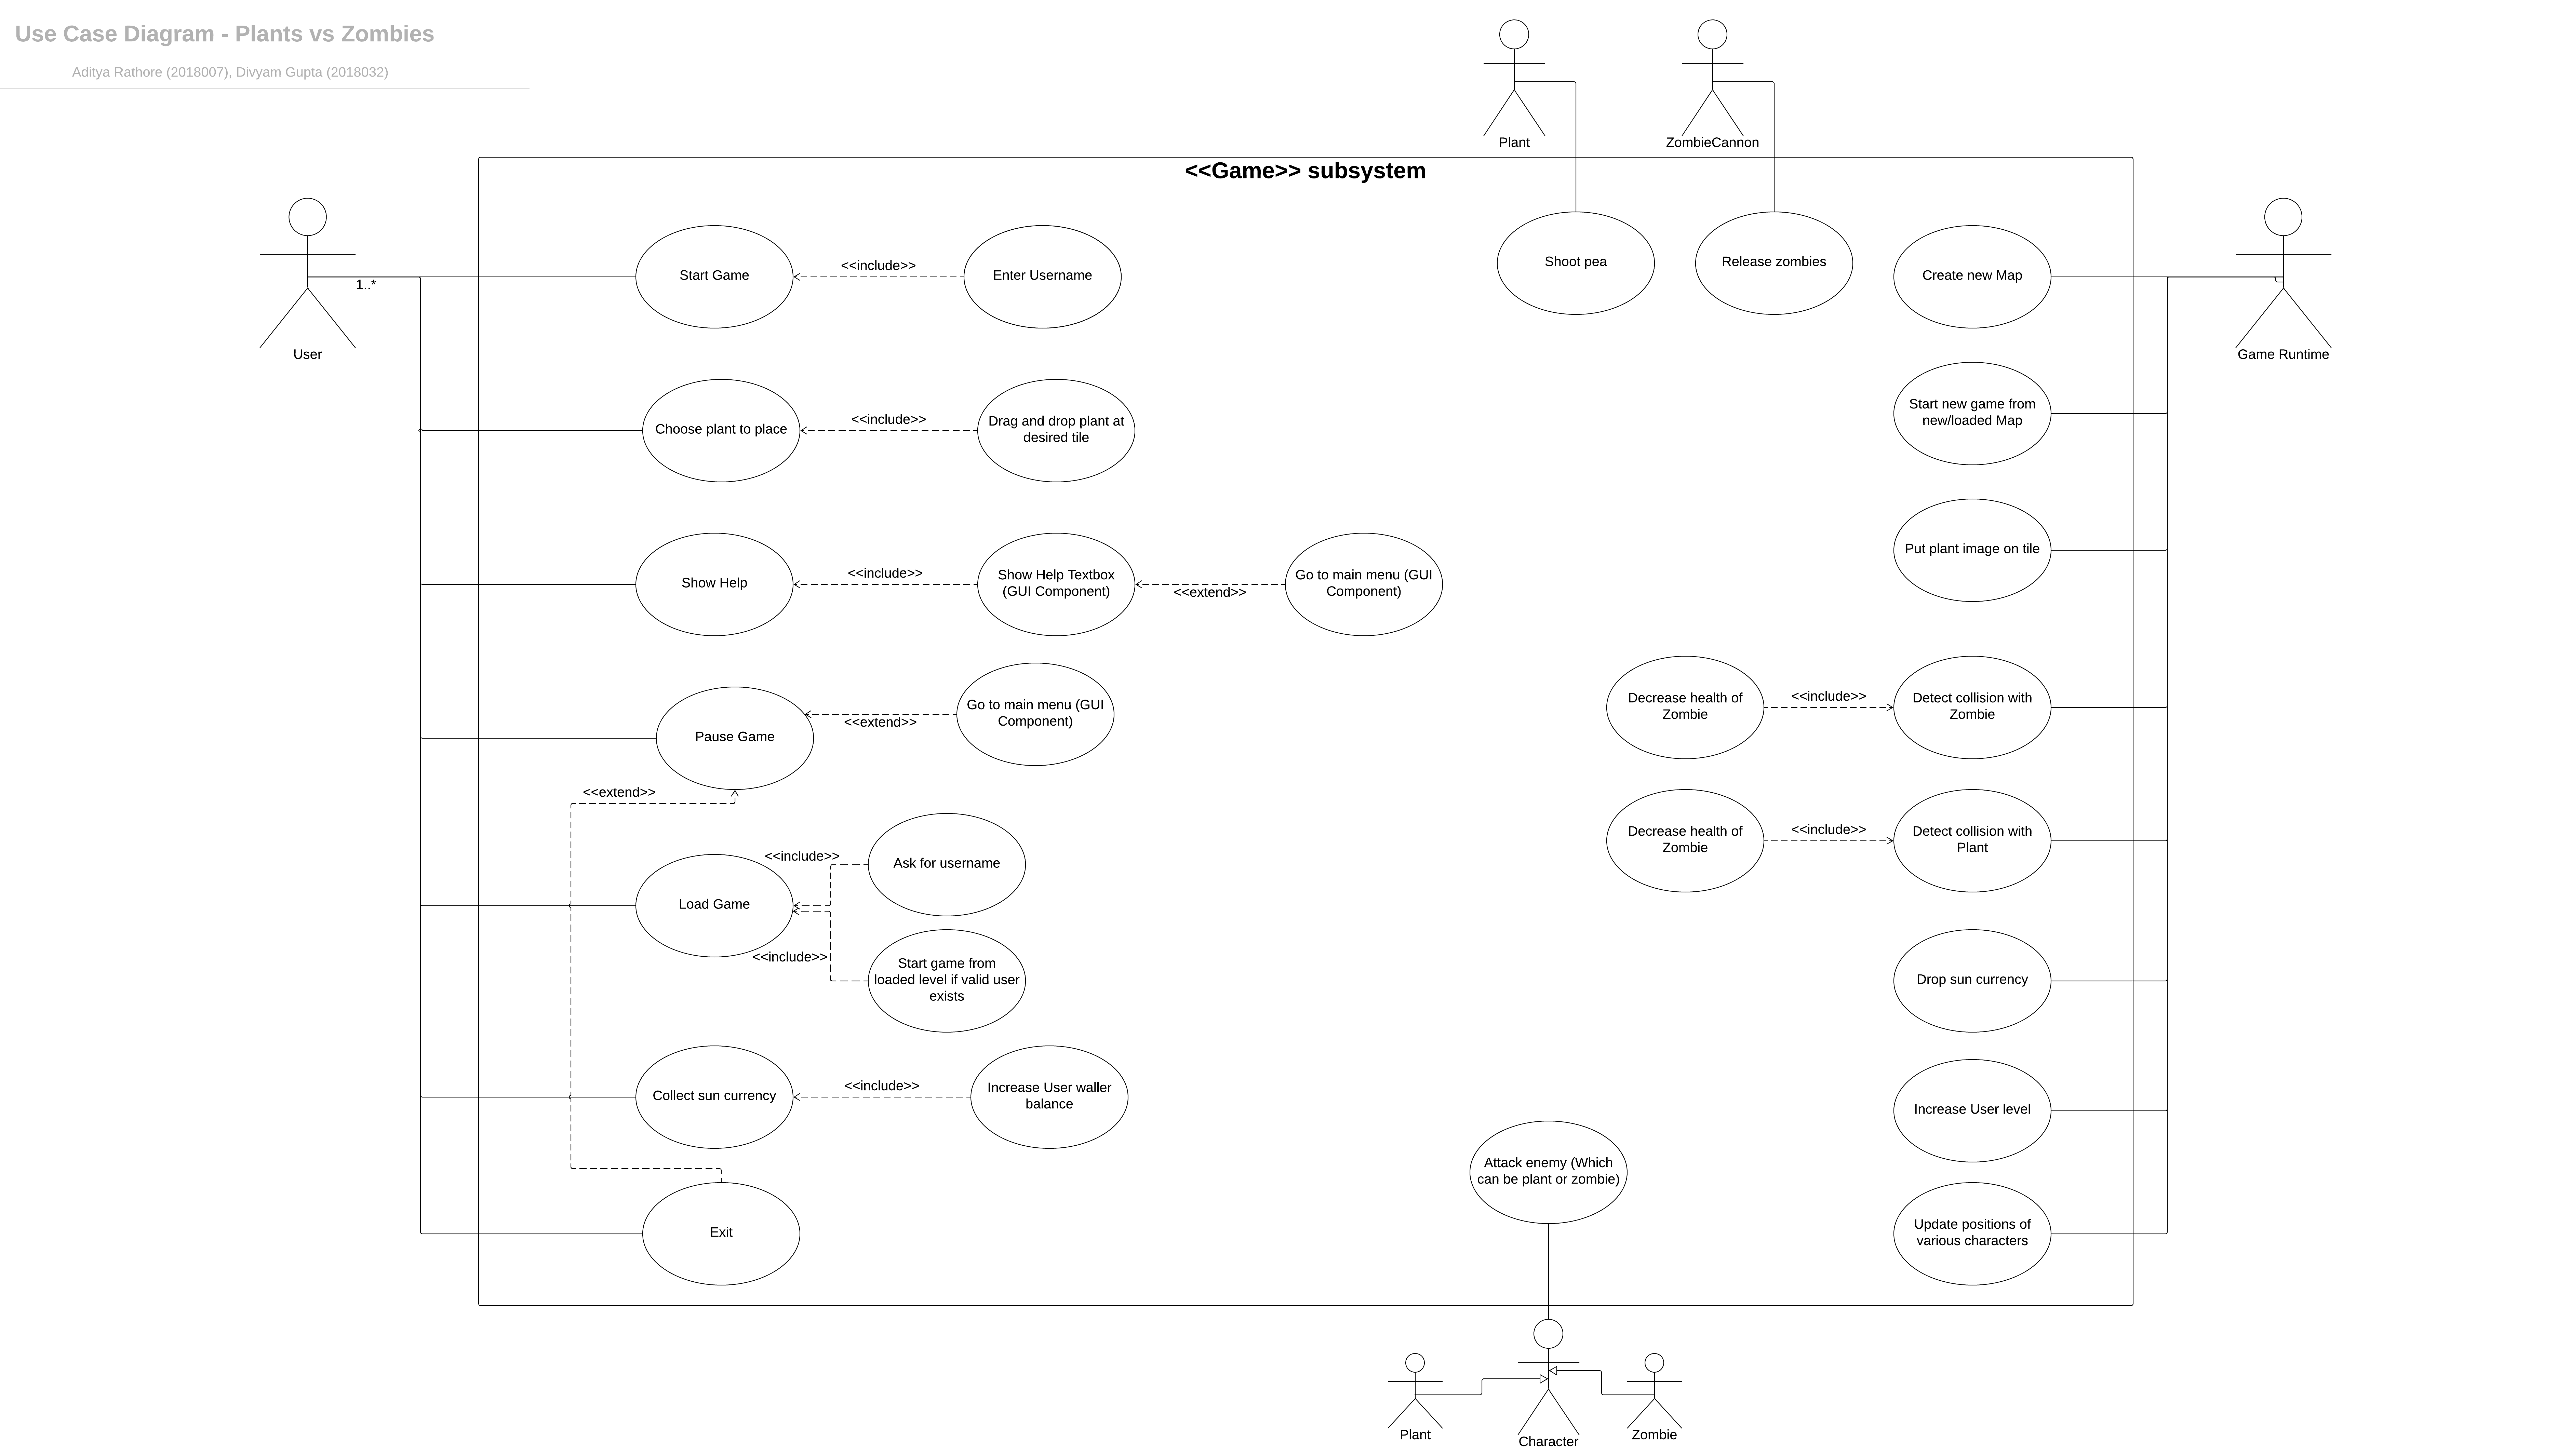 Use Case Diagram - Plants vs Zombies
Aditya Rathore (2018007), Divyam Gupta (2018032)
Plant
ZombieCannon
<<Game>> subsystem
User
1..*
Game Runtime
Start Game
<<include>>
Enter Username
Shoot pea
Release zombies
Create new Map
Choose plant to place
<<include>>
Drag and drop plant at
desired tile
Start new game from
new/loaded Map
Show Help
<<include>>
Show Help Textbox
(GUI Component)
<<extend>>
Go to main menu (GUI
Component)
Put plant image on tile
Pause Game
<<extend>>
Go to main menu (GUI
Component)
Decrease health of
Zombie
<<include>>
Detect collision with
Zombie
<<extend>>
Load Game
<<include>>
Ask for username
<<include>>
Start game from
loaded level if valid user
exists
Decrease health of
Zombie
<<include>>
Detect collision with
Plant
Drop sun currency
Collect sun currency
<<include>>
Increase User waller
balance
Increase User level
Attack enemy (Which
can be plant or zombie)
Exit
Update positions of
various characters
Plant
Character
Zombie